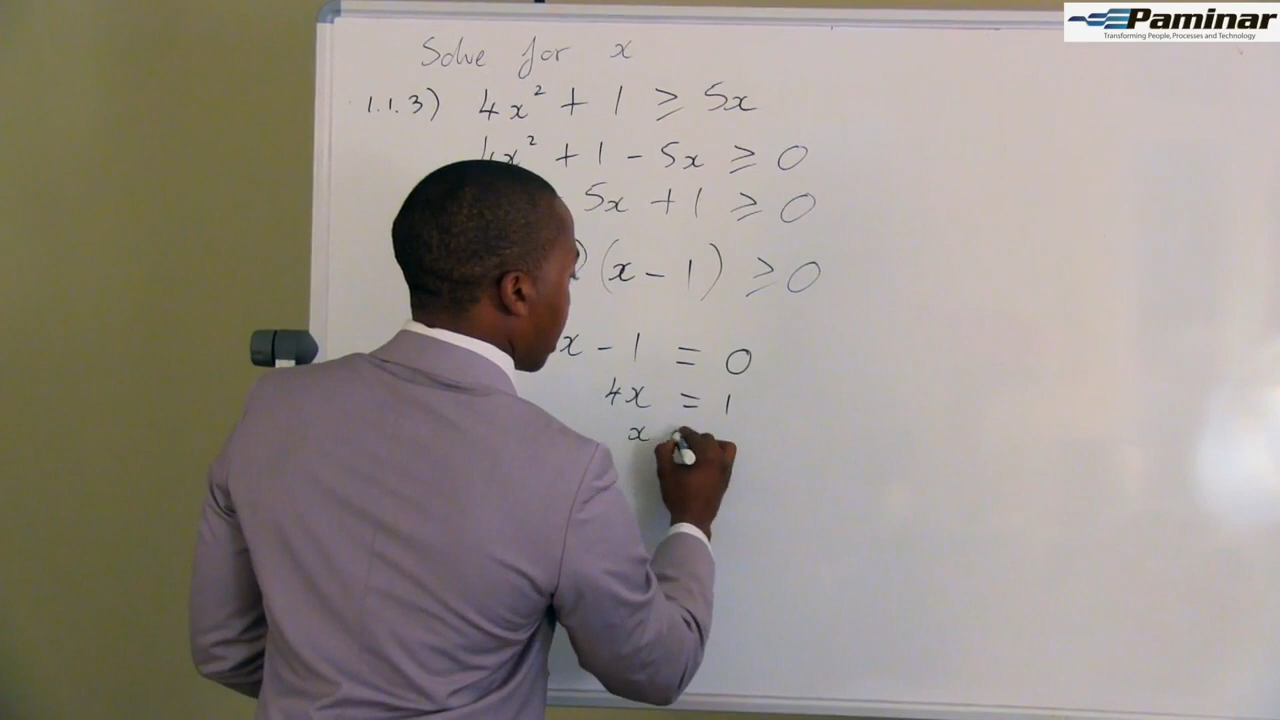 Paminar
Transforming People, Processes and Technology
Solve for x
1.1.3) 4x² + 1 ≥ 5x
4x² + 1 - 5x ≥ 0
5x + 1 ≥ 0
) (x - 1) ≥ 0
x - 1 = 0
4x = 1
x